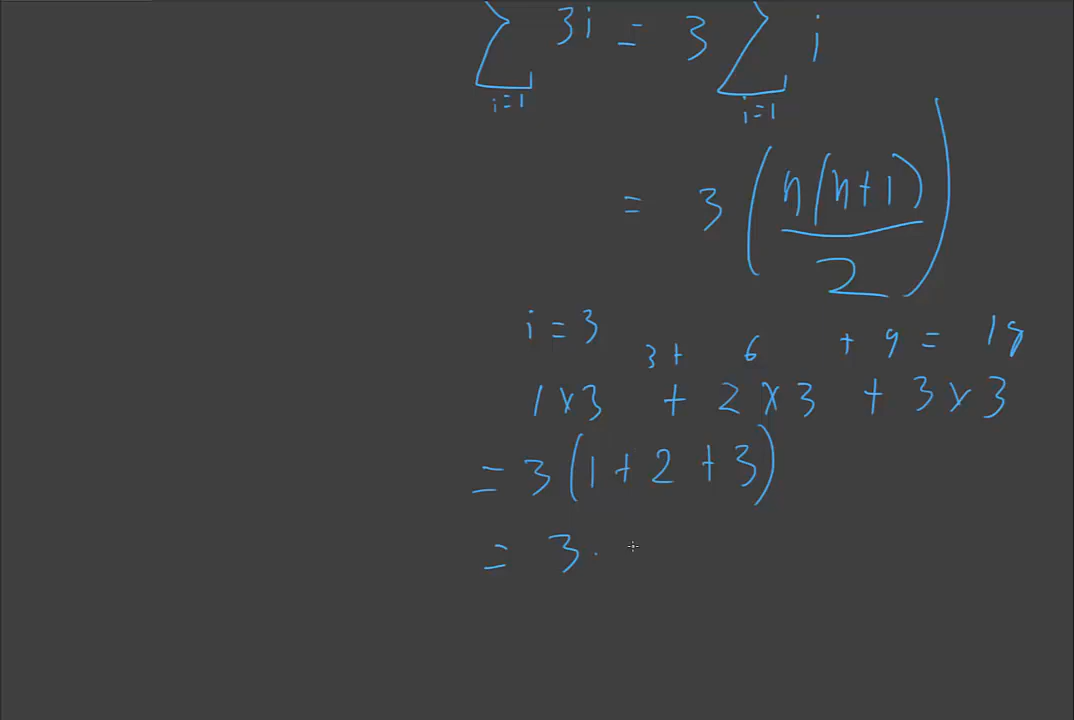 ∑ 3i = 3 ∑ i
i=1 i=1
= 3 (n(n+1)/2)
i = 3
3 + 6 + 9 = 18
1 x 3 + 2 x 3 + 3 x 3
= 3 (1 + 2 + 3)
= 3 .